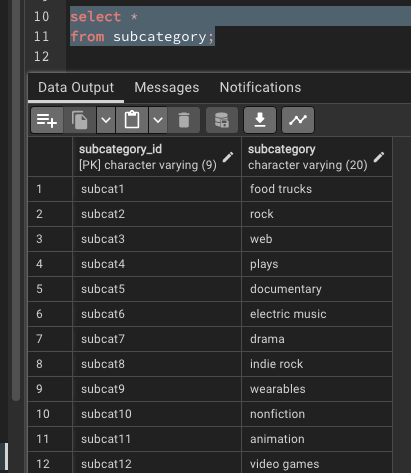 10 select *
11 from subcategory;
12
Data Output Messages Notifications
subcategory_id subcategory
[PK] character varying (9) character varying (20)
1 subcat1 food trucks
2 subcat2 rock
3 subcat3 web
4 subcat4 plays
5 subcat5 documentary
6 subcat6 electric music
7 subcat7 drama
8 subcat8 indie rock
9 subcat9 wearables
10 subcat10 nonfiction
11 subcat11 animation
12 subcat12 video games